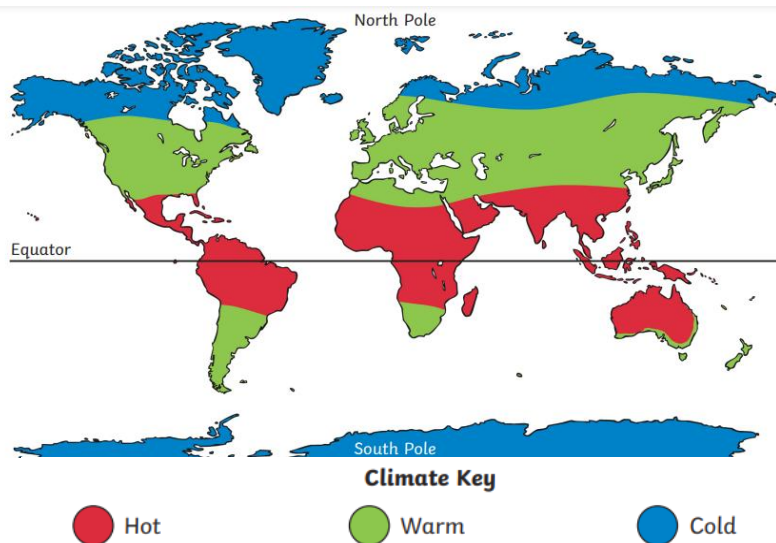 North Pole
Equator
South Pole
Climate Key
Hot
Warm
Cold